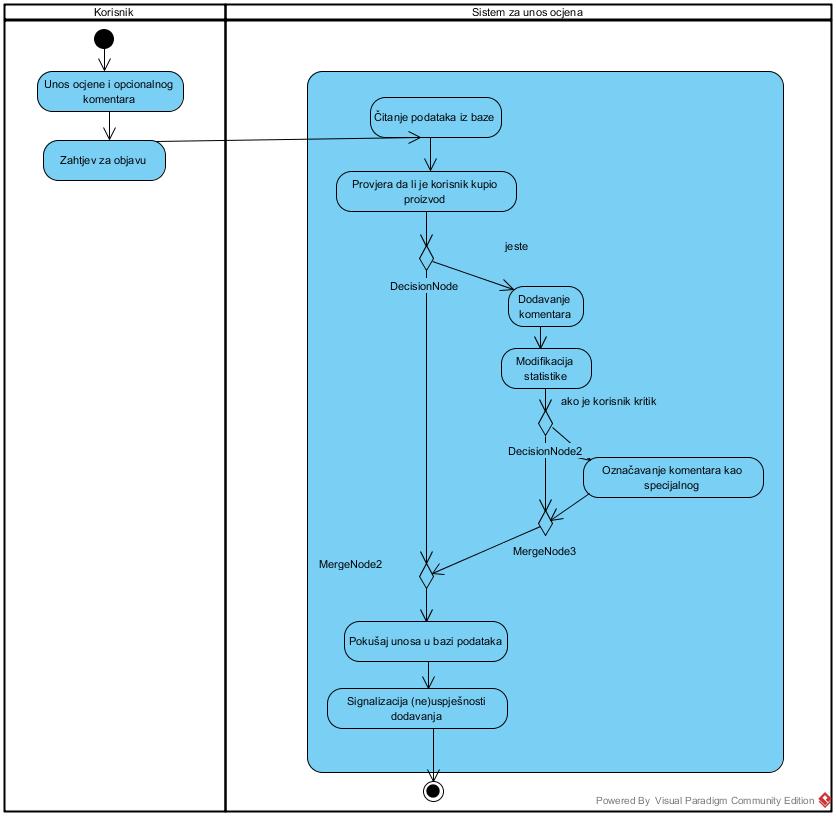 Korisnik
Sistem za unos ocjena
Unos ocjene i opcionalnog
komentara
Zahtjev za objavu
Čitanje podataka iz baze
Provjera da li je korisnik kupio
proizvod
jeste
DecisionNode
Dodavanje
komentara
Modifikacija
statistike
ako je korisnik kritik
DecisionNode2
Označavanje komentara kao
specijalnog
MergeNode3
MergeNode2
Pokušaj unosa u bazi podataka
Signalizacija (ne)uspješnosti
dodavanja
Powered By Visual Paradigm Community Edition